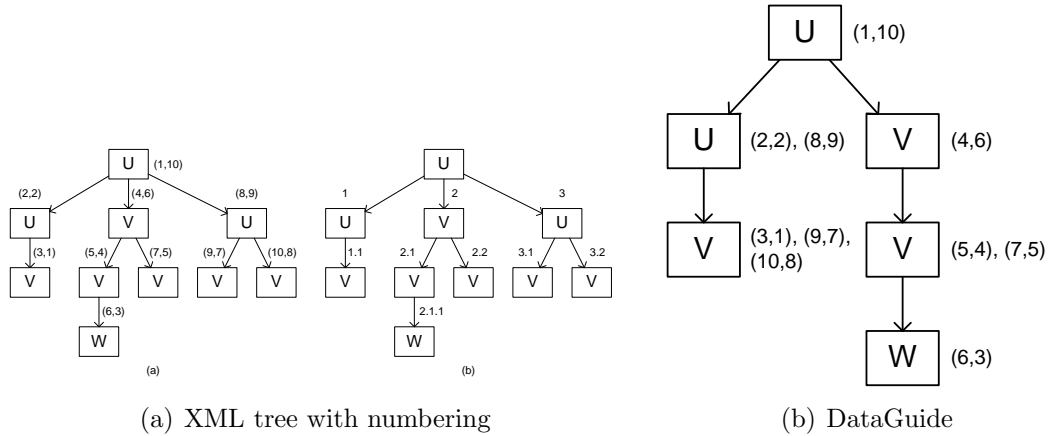 U (1,10)
(2,2) (4,6) (8,9)
U V U
(3,1) (5,4) (7,5) (9,7) (10,8)
V V V V V
(6,3)
W
(a)
U
1 2 3
U V U
1.1 2.1 2.2 3.1 3.2
V V V V V
2.1.1
W
(b)
(a) XML tree with numbering
U (1,10)
U (2,2), (8,9) V (4,6)
V (3,1), (9,7),
(10,8)
V (5,4), (7,5)
W (6,3)
(b) DataGuide